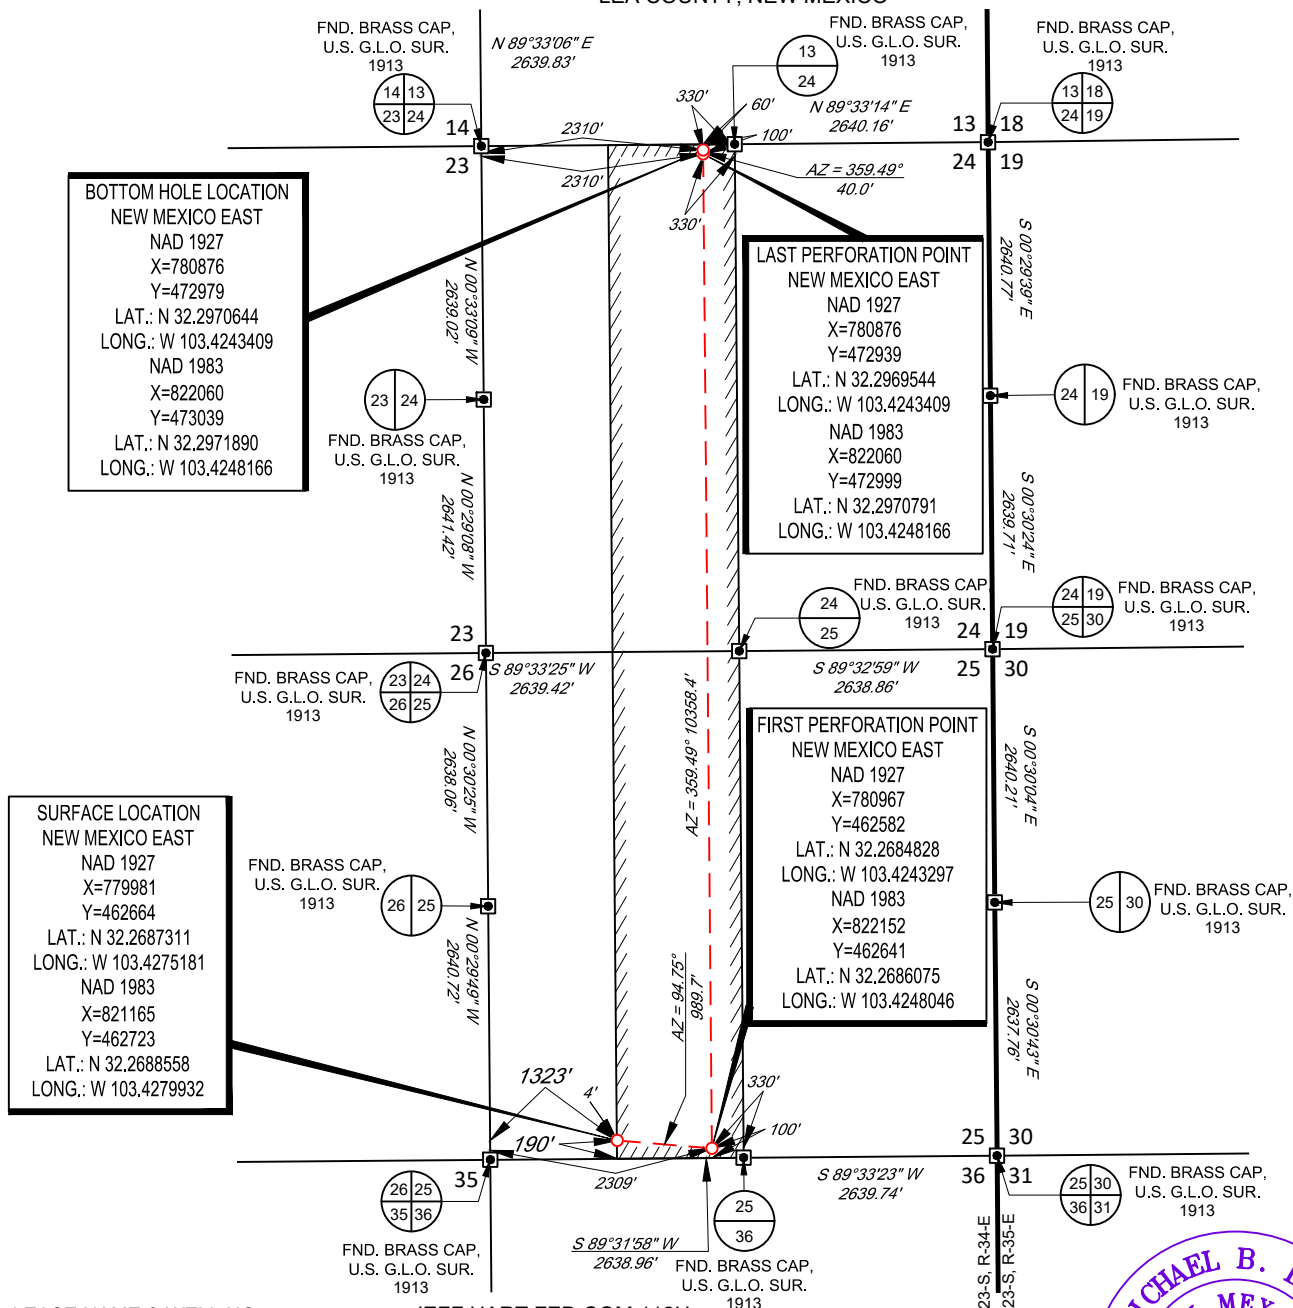 FND. BRASS CAP,
U.S. G.L.O. SUR.
1913
14 13
23 24
N 89°33'06" E
2639.83'
FND. BRASS CAP,
U.S. G.L.O. SUR.
1913
13
24
FND. BRASS CAP,
U.S. G.L.O. SUR.
1913
13 18
24 19
330'
60'
100'
N 89°33'14" E
2640.16'
14
23
2310'
2310'
330'
AZ = 359.49°
40.0'
13 18
24 19
BOTTOM HOLE LOCATION
NEW MEXICO EAST
NAD 1927
X=780876
Y=472979
LAT.: N 32.2970644
LONG.: W 103.4243409
NAD 1983
X=822060
Y=473039
LAT.: N 32.2971890
LONG.: W 103.4248166
LAST PERFORATION POINT
NEW MEXICO EAST
NAD 1927
X=780876
Y=472939
LAT.: N 32.2969544
LONG.: W 103.4243409
NAD 1983
X=822060
Y=472999
LAT.: N 32.2970791
LONG.: W 103.4248166
N 00°33'09" W
2639.02'
S 00°29'39" E
2640.77'
23 24
FND. BRASS CAP,
U.S. G.L.O. SUR.
1913
24 19
FND. BRASS CAP,
U.S. G.L.O. SUR.
1913
N 00°29'08" W
2641.42'
S 00°30'24" E
2639.71'
24
25
FND. BRASS CAP,
U.S. G.L.O. SUR.
1913
24 19
25 30
FND. BRASS CAP,
U.S. G.L.O. SUR.
1913
23
26
24 19
25 30
FND. BRASS CAP,
U.S. G.L.O. SUR.
1913
23 24
26 25
S 89°33'25" W
2639.42'
S 89°32'59" W
2638.86'
N 00°30'25" W
2638.06'
AZ = 359.49° 10358.4'
S 00°30'04" E
2640.21'
FIRST PERFORATION POINT
NEW MEXICO EAST
NAD 1927
X=780967
Y=462582
LAT.: N 32.2684828
LONG.: W 103.4243297
NAD 1983
X=822152
Y=462641
LAT.: N 32.2686075
LONG.: W 103.4248046
SURFACE LOCATION
NEW MEXICO EAST
NAD 1927
X=779981
Y=462664
LAT.: N 32.2687311
LONG.: W 103.4275181
NAD 1983
X=821165
Y=462723
LAT.: N 32.2688558
LONG.: W 103.4279932
FND. BRASS CAP,
U.S. G.L.O. SUR.
1913
26 25
25 30
FND. BRASS CAP,
U.S. G.L.O. SUR.
1913
N 00°29'49" W
2640.72'
AZ = 94.75°
989.7'
S 00°30'43" E
2637.76'
1323'
4'
190'
330'
100'
2309'
35
25 30
36 31
26 25
35 36
FND. BRASS CAP,
U.S. G.L.O. SUR.
1913
S 89°31'58" W
2638.96'
25
36
FND. BRASS CAP,
U.S. G.L.O. SUR.
1913
S 89°33'23" W
2639.74'
25 30
36 31
FND. BRASS CAP,
U.S. G.L.O. SUR.
1913
23-S, R-34-E
23-S, R-35-E